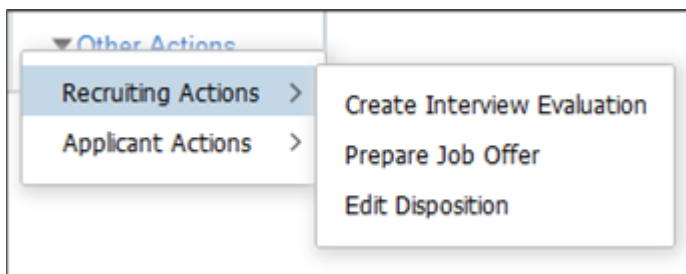 Other Actions
Recruiting Actions
Applicant Actions
Create Interview Evaluation
Prepare Job Offer
Edit Disposition